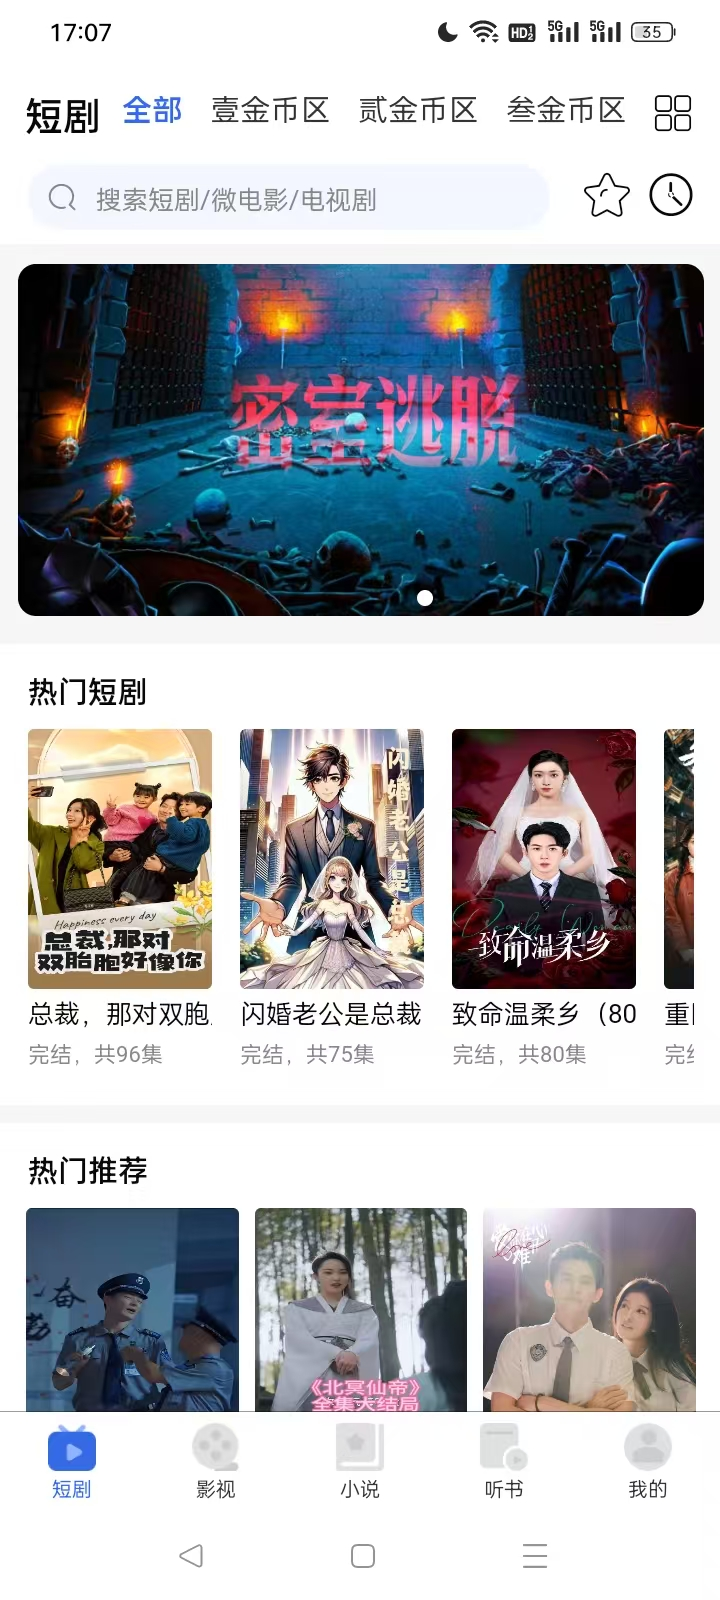 17:07
HD 5G 5G 35
短剧 全部 壹金币区 贰金币区 叁金币区
搜索短剧/微电影/电视剧
密室逃脱
热门短剧
Happiness every day
总裁,那对
双胞胎好像你
闪婚老公是总裁
致命温柔乡
总裁，那对双胞
闪婚老公是总裁
致命温柔乡（80
完结，共96集
完结，共75集
完结，共80集
完
热门推荐
《北冥仙帝》
全集大结局
短剧
影视
小说
听书
我的